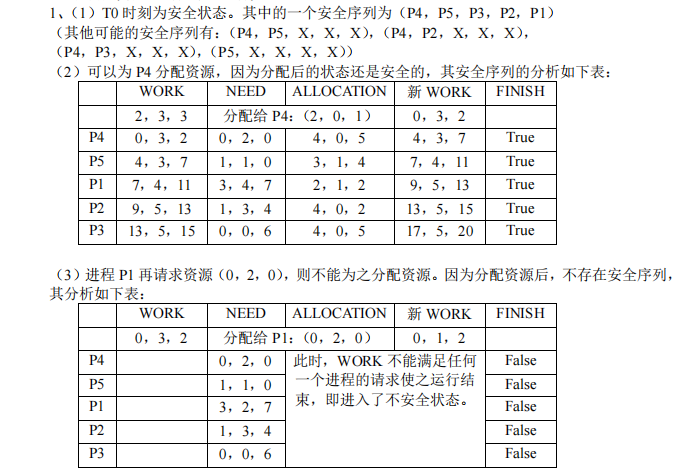 1、(1)T0 时刻为安全状态。其中的一个安全序列为(P4,P5,P3,P2,P1)
(其他可能的安全序列有:(P4,P5,X,X,X),(P4,P2,X,X,X),
(P4,P3,X,X,X),(P5,X,X,X,X))
(2)可以为 P4 分配资源,因为分配后的状态还是安全的,其安全序列的分析如下表:
WORK NEED ALLOCATION 新 WORK FINISH
2,3,3 分配给 P4:(2,0,1) 0,3,2
P4 0,3,2 0,2,0 4,0,5 4,3,7 True
P5 4,3,7 1,1,0 3,1,4 7,4,11 True
P1 7,4,11 3,4,7 2,1,2 9,5,13 True
P2 9,5,13 1,3,4 4,0,2 13,5,15 True
P3 13,5,15 0,0,6 4,0,5 17,5,20 True
(3)进程 P1 再请求资源(0,2,0),则不能为之分配资源。因为分配资源后,不存在安全序列,
其分析如下表:
WORK NEED ALLOCATION 新 WORK FINISH
0,3,2 分配给 P1:(0,2,0) 0,1,2
P4 0,2,0 此时,WORK 不能满足任何 False
P5 1,1,0 一个进程的请求使之运行结 False
P1 3,2,7 束,即进入了不安全状态。 False
P2 1,3,4 False
P3 0,0,6 False